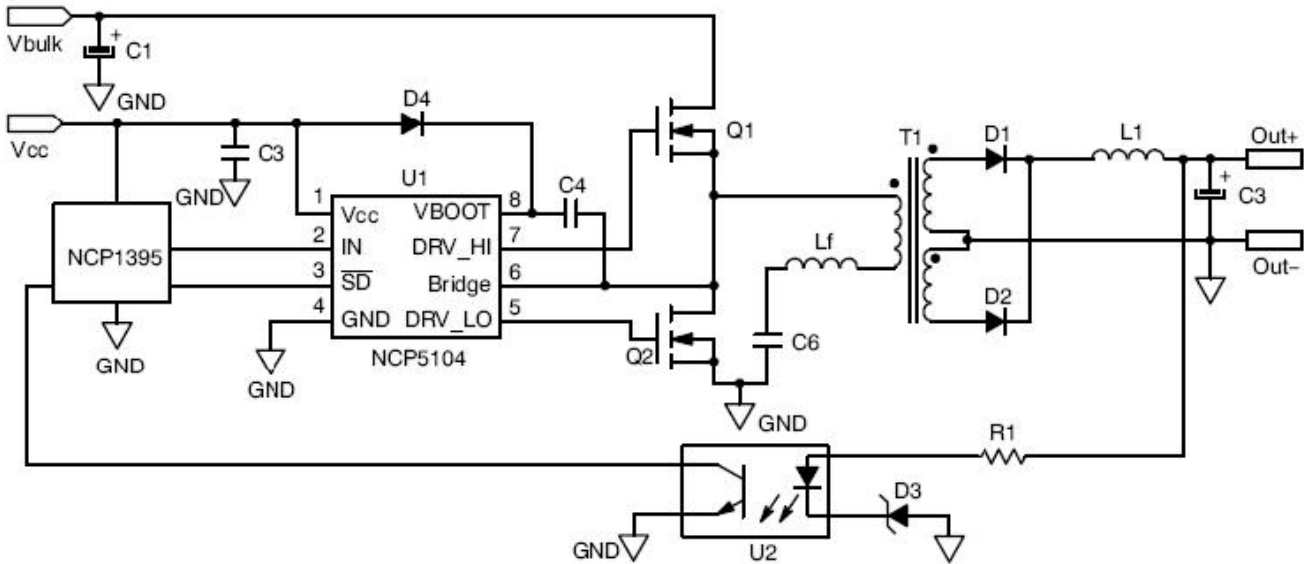 Vbulk
+
C1
GND
Vcc
D4
C3
GND
Q1
T1
D1
L1
Out+
+
C3
Out−
D2
U1
C4
1
Vcc
VBOOT
8
2
IN
DRV_HI
7
3
SD
Bridge
6
4
GND
DRV_LO
5
NCP1395
NCP5104
GND
GND
Q2
Lf
C6
GND
R1
D3
GND
U2